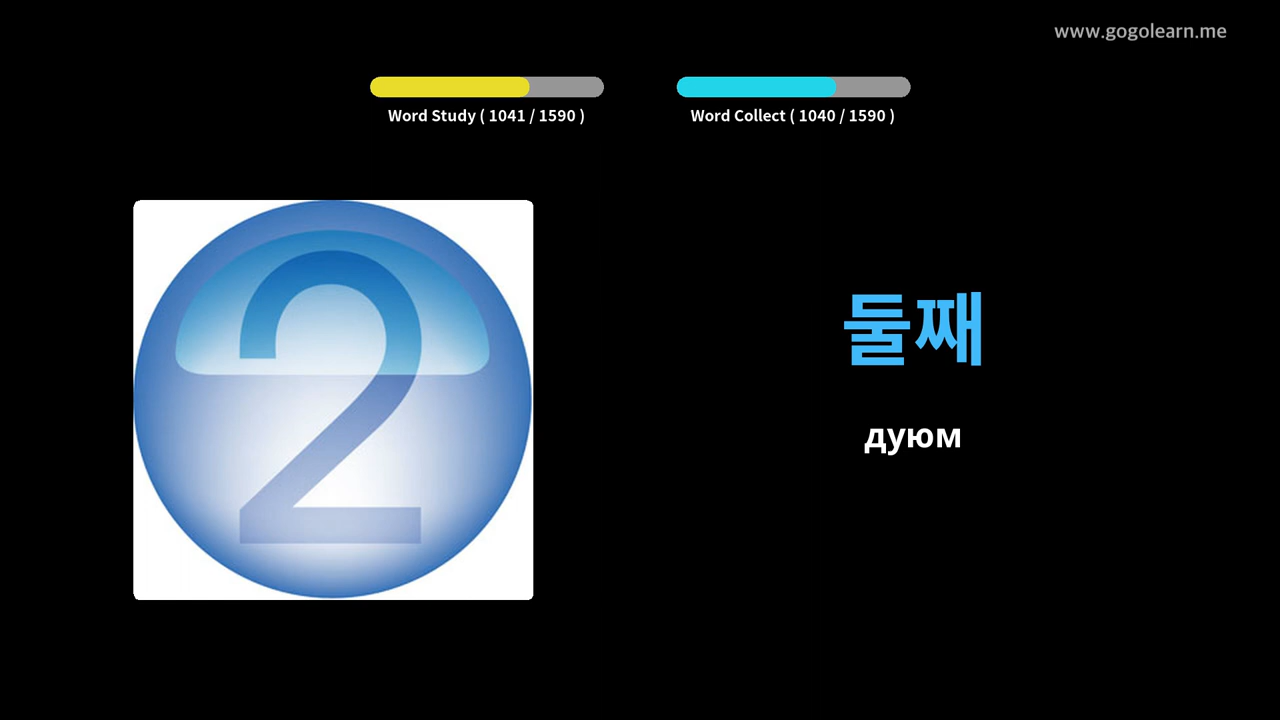 www.gogolearn.me
Word Study ( 1041 / 1590 )
Word Collect ( 1040 / 1590 )
2
둘째
дуюм